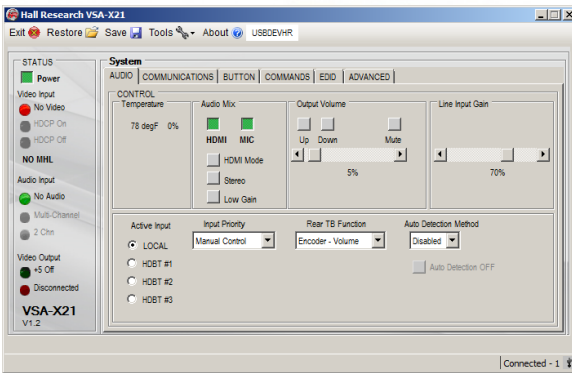 Hall Research VSA-X21
Exit Restore Save Tools About USBDEVHR
STATUS
Power
Video Input
No Video
HDCP On
HDCP Off
NO MHL
Audio Input
No Audio
Multi-Channel
2 Chn
Video Output
+5 Off
Disconnected
VSA-X21
V1.2
System
AUDIO COMMUNICATIONS BUTTON COMMANDS EDID ADVANCED
CONTROL
Temperature
78 degF 0%
Audio Mix
HDMI MIC
HDMI Mode
Stereo
Low Gain
Output Volume
Up Down Mute
5%
Line Input Gain
70%
Active Input
LOCAL
HDBT #1
HDBT #2
HDBT #3
Input Priority
Manual Control
Rear TB Function
Encoder - Volume
Auto Detection Method
Disabled
Auto Detection OFF
Connected - 1